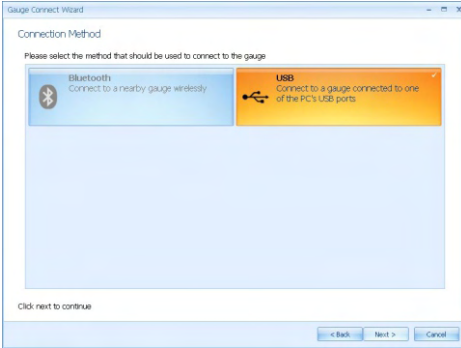 Gauge Connect Wizard
Connection Method
Please select the method that should be used to connect to the gauge
Bluetooth
Connect to a nearby gauge wirelessly
USB
Connect to a gauge connected to one
of the PC's USB ports
Click next to continue
< Back
Next >
Cancel